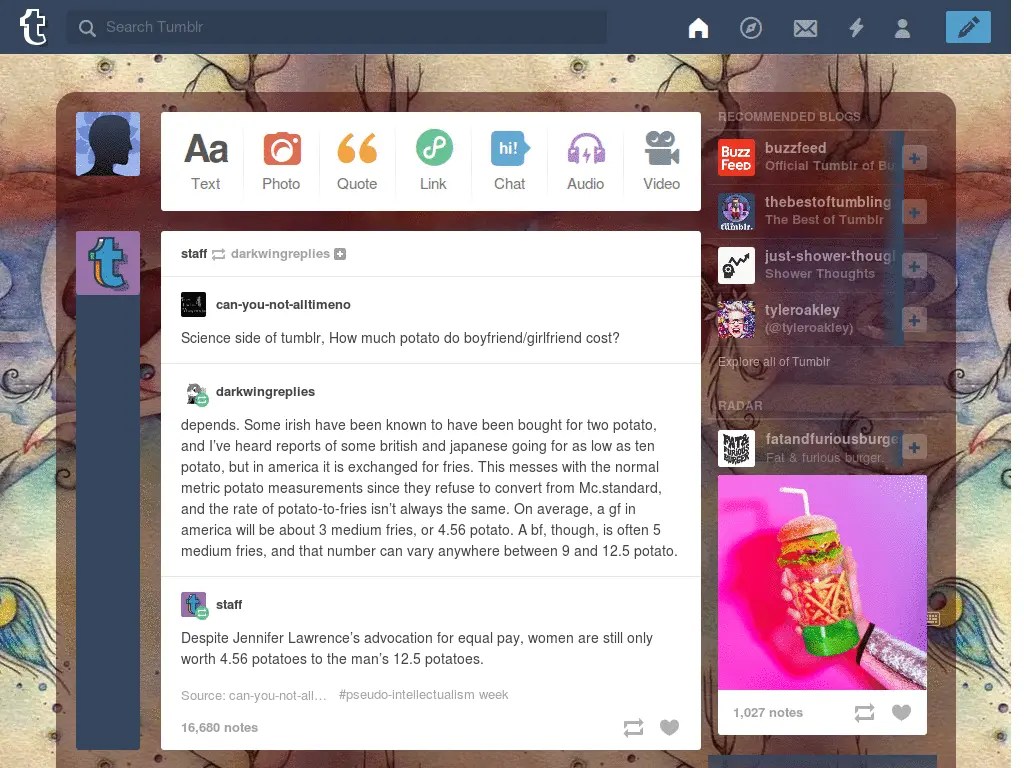 t
Search Tumblr
Aa
hi!
Text
Photo
Quote
Link
Chat
Audio
Video
staff darkwingreplies
can-you-not-alltimeno
Science side of tumblr, How much potato do boyfriend/girlfriend cost?
darkwingreplies
depends. Some irish have been known to have been bought for two potato,
and I’ve heard reports of some british and japanese going for as low as ten
potato, but in america it is exchanged for fries. This messes with the normal
metric potato measurements since they refuse to convert from Mc.standard,
and the rate of potato-to-fries isn’t always the same. On average, a gf in
america will be about 3 medium fries, or 4.56 potato. A bf, though, is often 5
medium fries, and that number can vary anywhere between 9 and 12.5 potato.
staff
Despite Jennifer Lawrence’s advocation for equal pay, women are still only
worth 4.56 potatoes to the man’s 12.5 potatoes.
Source: can-you-not-all… #pseudo-intellectualism week
16,680 notes
RECOMMENDED BLOGS
BuzzFeed
buzzfeed
Official Tumblr of Bu
thebestoftumbling
The Best of Tumblr
just-shower-thoug
Shower Thoughts
tyleroakley
(@tyleroakley)
Explore all of Tumblr
RADAR
FAT&
FURIOUS
BURGER
fatandfuriousburge
Fat & furious burger
1,027 notes